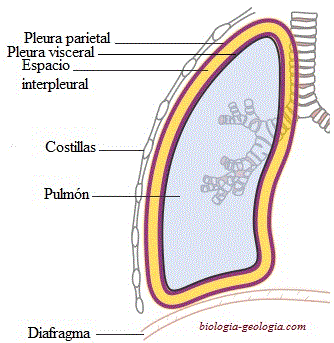 Pleura parietal
Pleura visceral
Espacio
interpleural
Costillas
Pulmón
Diafragma
biologia-geologia.com